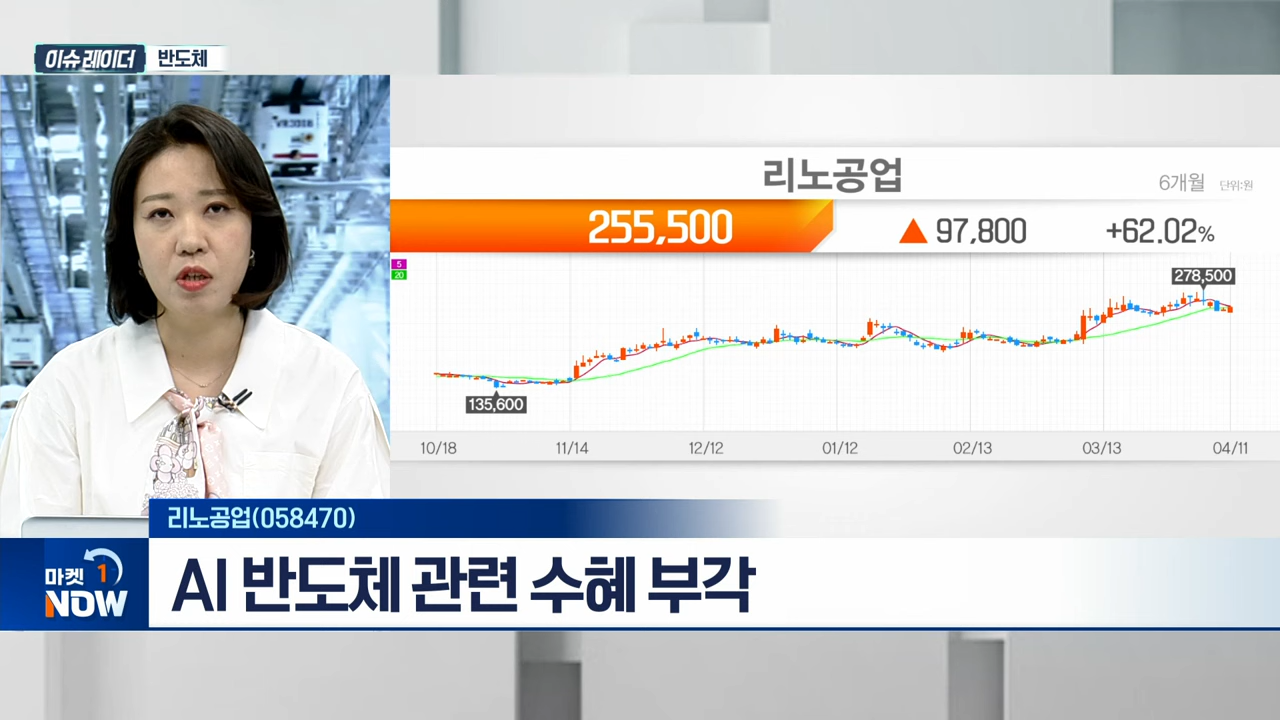 이슈레이더 반도체
리노공업
6개월 단위:원
255,500 ▲ 97,800 +62.02%
5
20
278,500
135,600
10/18 11/14 12/12 01/12 02/13 03/13 04/11
리노공업(058470)
마켓 1
NOW
AI 반도체 관련 수혜 부각